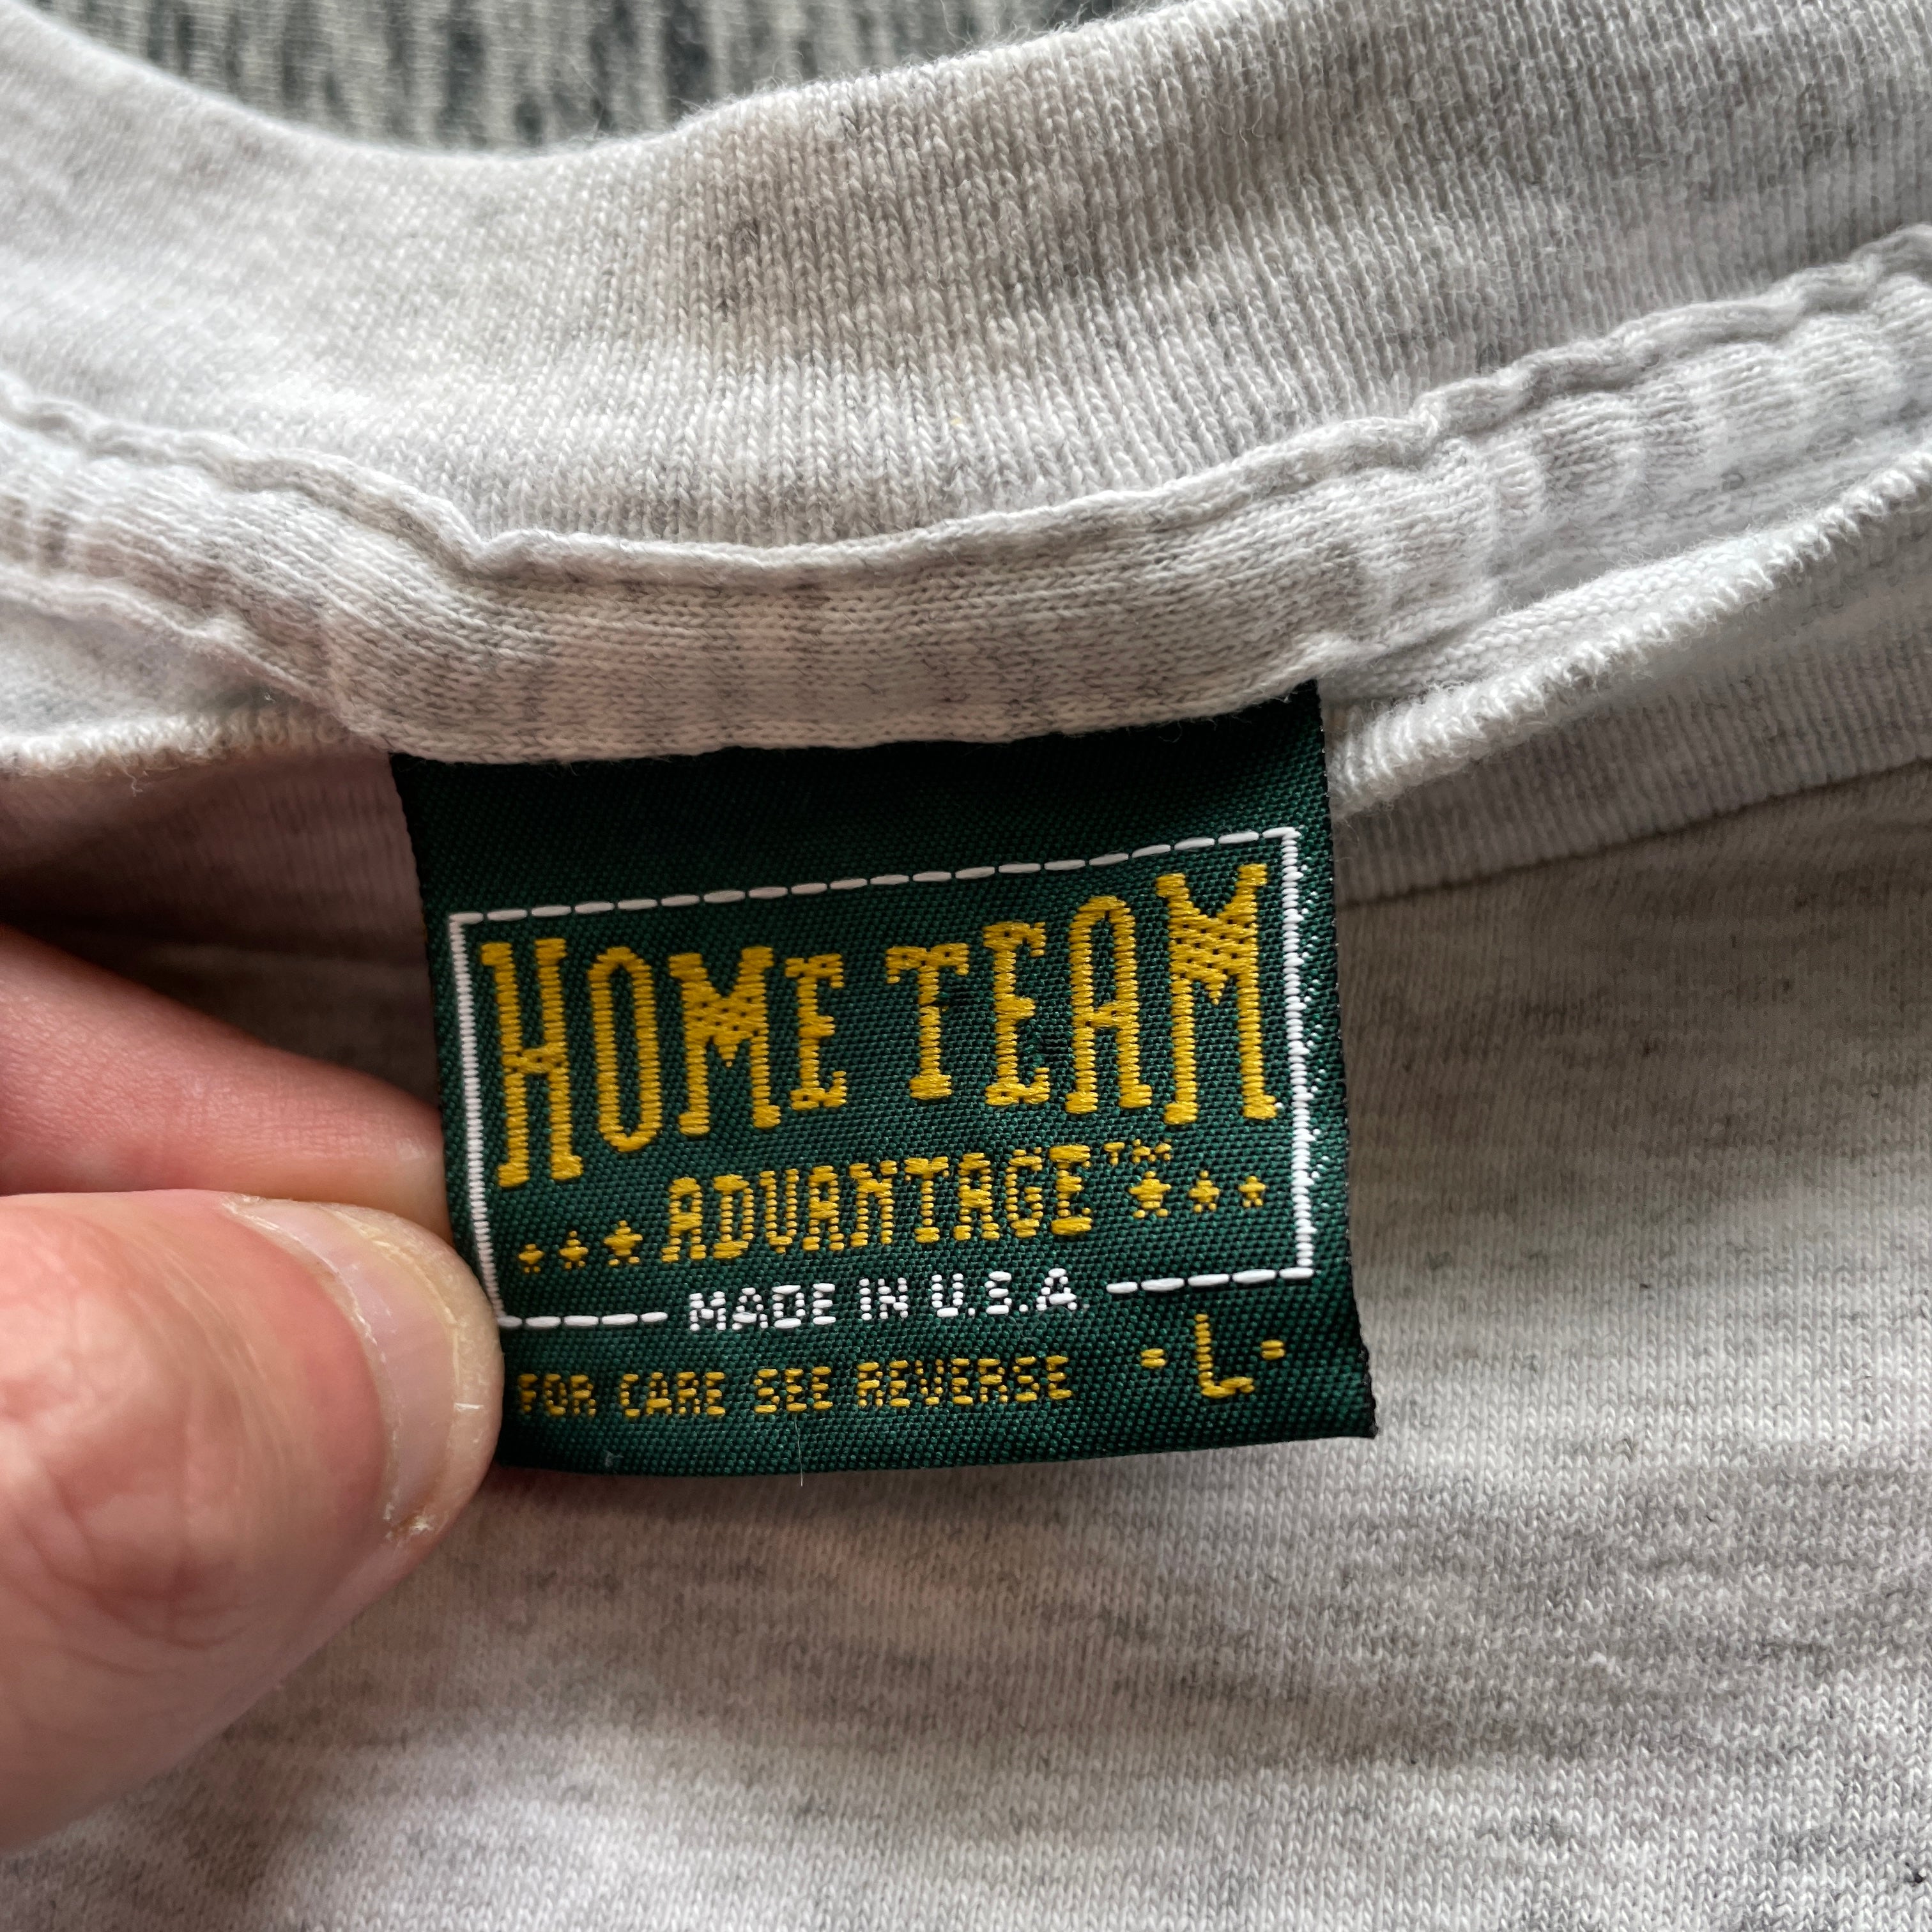 HOME TEAM
★★★ ADVANTAGE™ ★★★
MADE IN U.S.A.
FOR CARE SEE REVERSE -L-